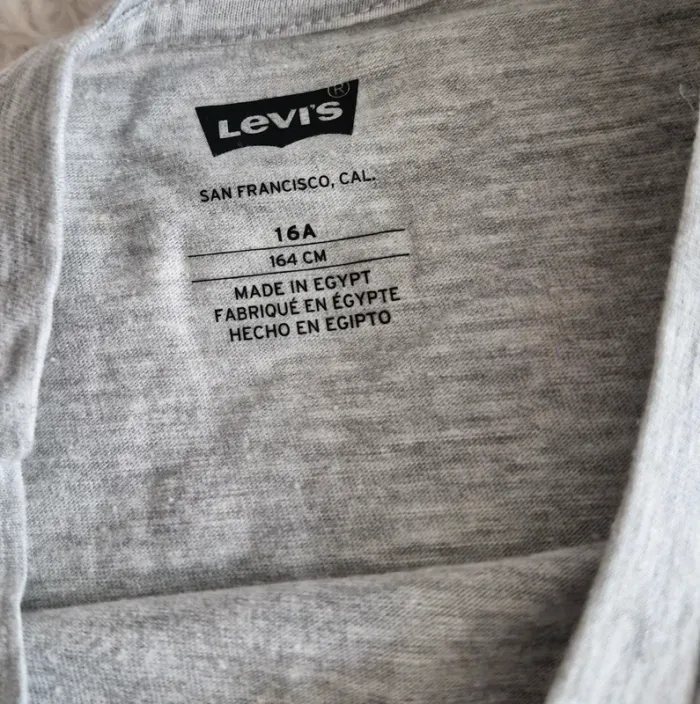 Levi's ®
SAN FRANCISCO, CAL.
16A
164 CM
MADE IN EGYPT
FABRIQUÉ EN ÉGYPTE
HECHO EN EGIPTO